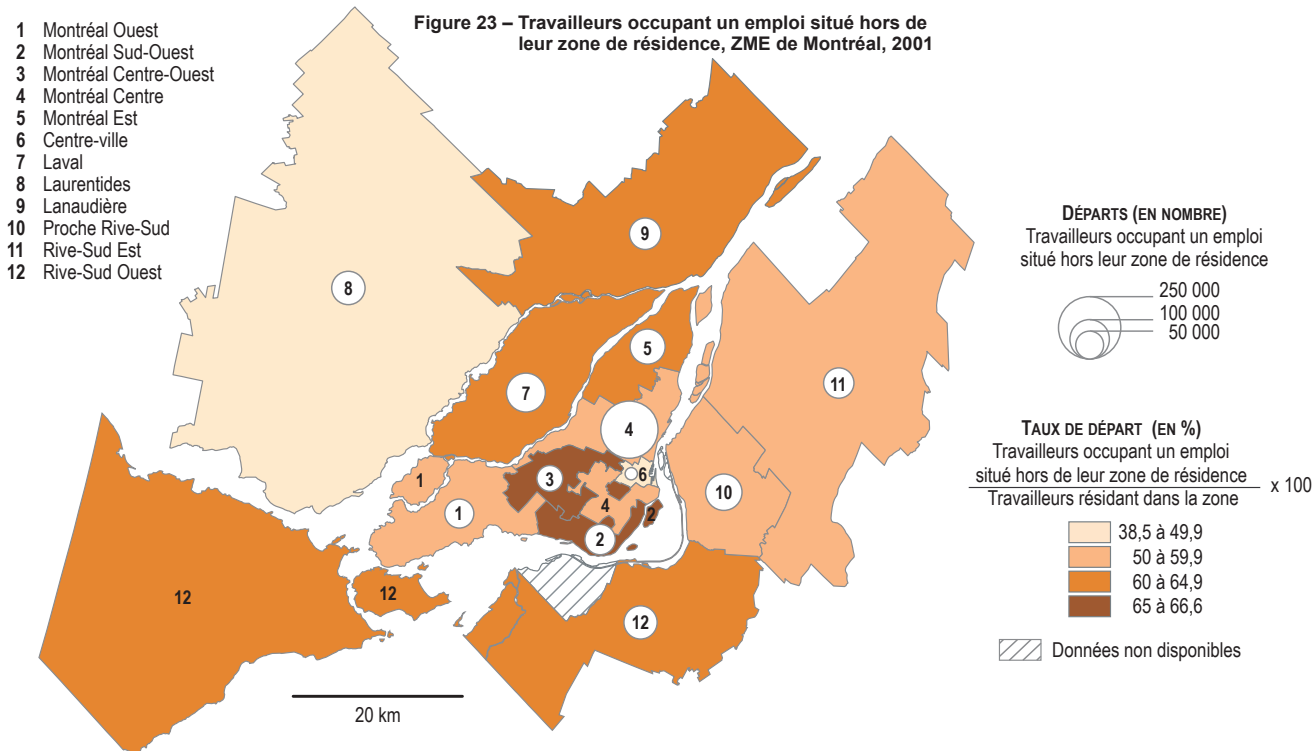 Figure 23 – Travailleurs occupant un emploi situé hors de
leur zone de résidence, ZME de Montréal, 2001
1 Montréal Ouest
2 Montréal Sud-Ouest
3 Montréal Centre-Ouest
4 Montréal Centre
5 Montréal Est
6 Centre-ville
7 Laval
8 Laurentides
9 Lanaudière
10 Proche Rive-Sud
11 Rive-Sud Est
12 Rive-Sud Ouest
9
8
5
11
7
4
6
1
3
10
4
2
1
2
12
12
12
20 km
DÉPARTS (EN NOMBRE)
Travailleurs occupant un emploi
situé hors leur zone de résidence
250 000
100 000
50 000
TAUX DE DÉPART (EN %)
Travailleurs occupant un emploi
situé hors de leur zone de résidence
x 100
Travailleurs résidant dans la zone
38,5 à 49,9
50 à 59,9
60 à 64,9
65 à 66,6
Données non disponibles